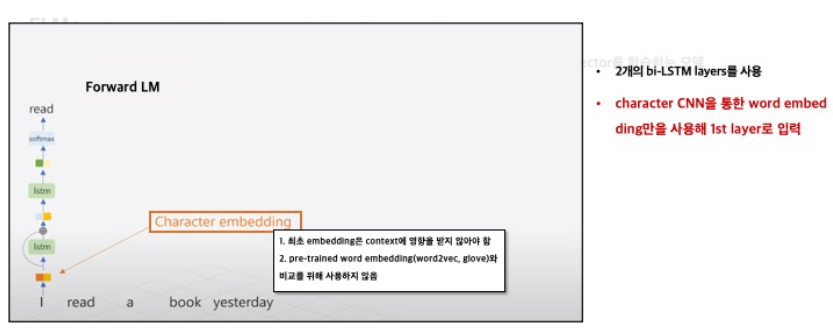 Forward LM
read
softmax
lstm
Character embedding
lstm
1. 최초 embedding은 context에 영향을 받지 않아야 함
2. pre-trained word embedding(word2vec, glove)와
비교를 위해 사용하지 않음
I read a book yesterday
• 2개의 bi-LSTM layers를 사용
• character CNN을 통한 word embed
ding만을 사용해 1st layer로 입력